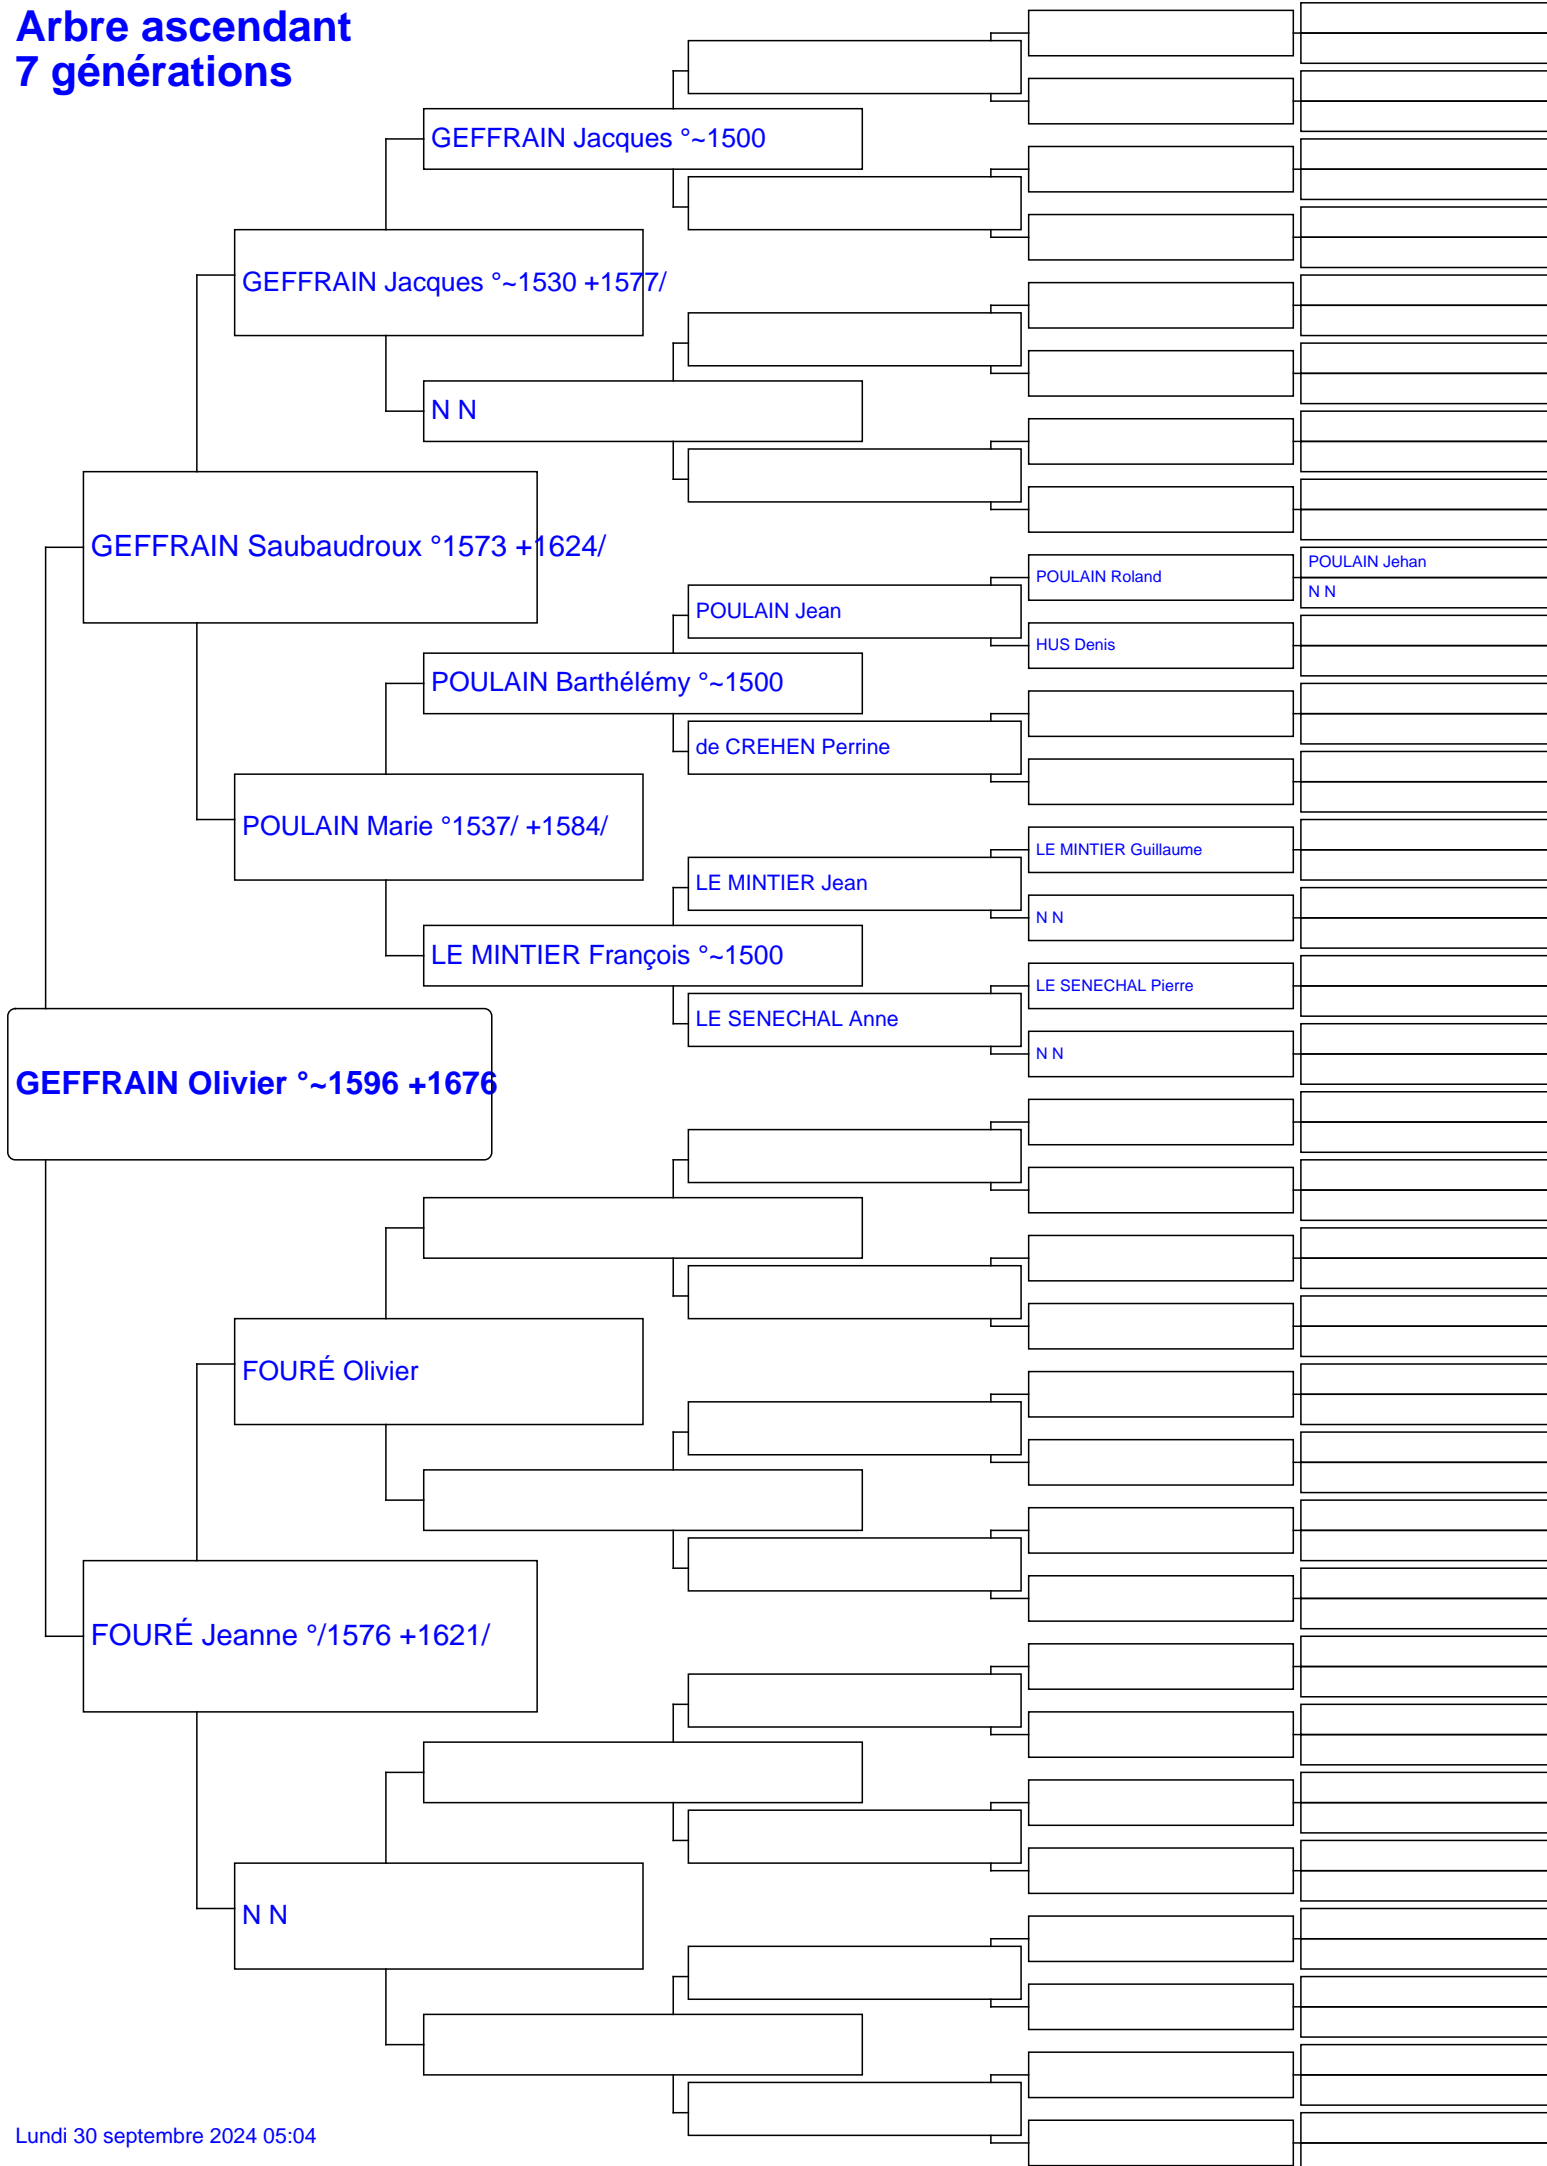 Arbre ascendant
7 générations
GEFFRAIN Jacques °~1500
GEFFRAIN Jacques °~1530 +1577/
N N
GEFFRAIN Saubaudroux °1573 +1624/
POULAIN Jehan
POULAIN Roland
N N
POULAIN Jean
HUS Denis
POULAIN Barthélémy °~1500
de CREHEN Perrine
POULAIN Marie °1537/ +1584/
LE MINTIER Guillaume
LE MINTIER Jean
N N
LE MINTIER François °~1500
LE SENECHAL Pierre
LE SENECHAL Anne
N N
GEFFRAIN Olivier °~1596 +1676
FOURÉ Olivier
FOURÉ Jeanne °/1576 +1621/
N N
Lundi 30 septembre 2024 05:04